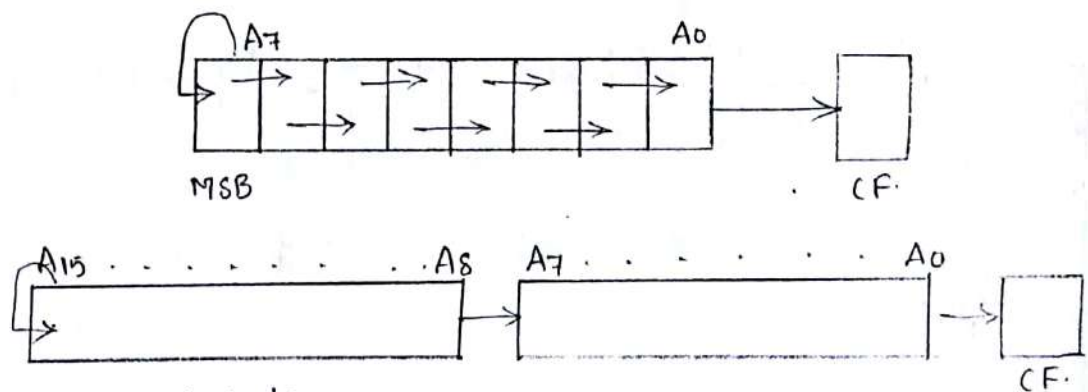 A7 A0
MSB CF.
A15 . . . . . . . A8 A7 . . . . . . A0
CF.